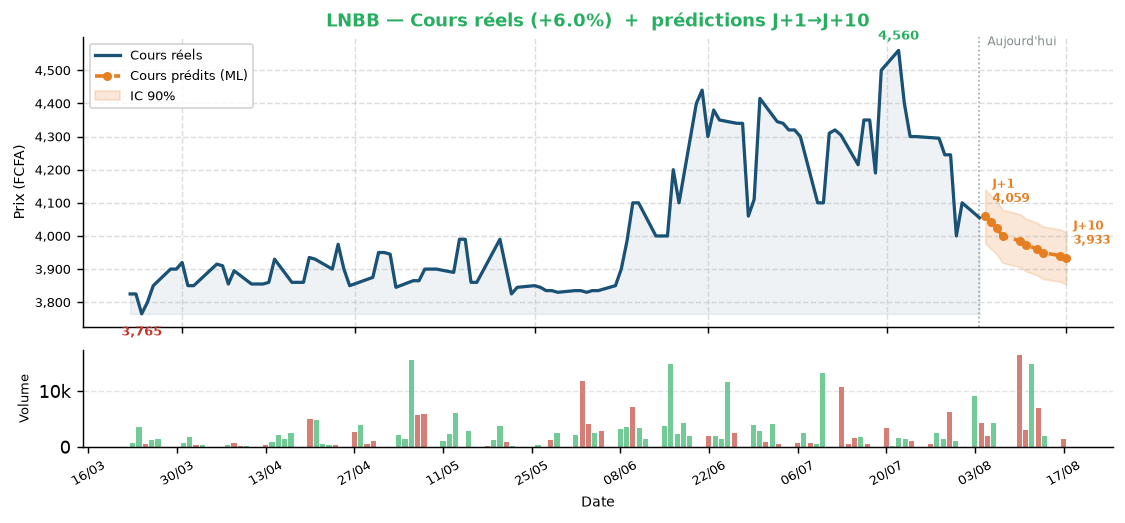 LNBB — Cours réels (+6.0%) + prédictions J+1→J+10
Cours réels
Cours prédits (ML)
IC 90%
4,560
Aujourd'hui
Prix (FCFA)
4,500
4,400
4,300
4,200
4,100
4,000
3,900
3,800
J+1
4,059
J+10
3,933
3,765
Volume
10k
0
16/03
30/03
13/04
27/04
11/05
25/05
08/06
22/06
06/07
20/07
03/08
17/08
Date